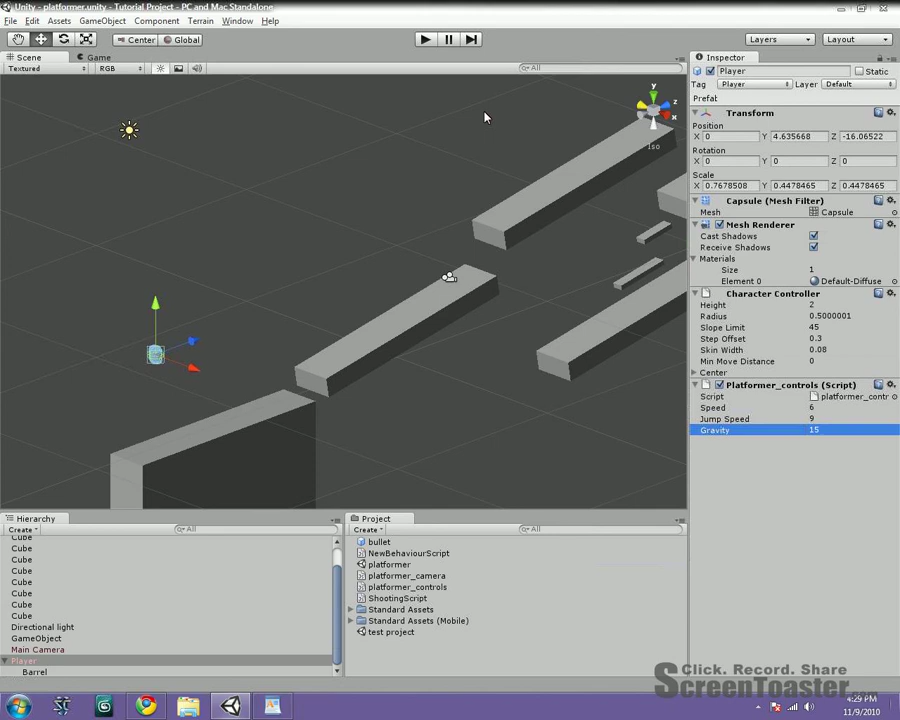 Unity - platformer.unity - Tutorial Project - PC and Mac Standalone
File Edit Assets GameObject Component Terrain Window Help
Center Global Layers Layout
Scene Game
Textured RGB All
y
z
x
Iso
Inspector
Player Static
Tag Player Layer Default
Prefab
Transform
Position
X 0 Y 4.635668 Z -16.06522
Rotation
X 0 Y 0 Z 0
Scale
X 0.7678508 Y 0.4478465 Z 0.4478465
Capsule (Mesh Filter)
Mesh Capsule
Mesh Renderer
Cast Shadows
Receive Shadows
Materials
Size 1
Element 0 Default-Diffuse
Character Controller
Height 2
Radius 0.5000001
Slope Limit 45
Step Offset 0.3
Skin Width 0.08
Min Move Distance 0
Center
Platformer_controls (Script)
Script platformer_contr
Speed 6
Jump Speed 9
Gravity 15
Hierarchy
Create All
Cube
Cube
Cube
Cube
Cube
Cube
Cube
Cube
Directional light
GameObject
Main Camera
Player
Barrel
Project
Create All
bullet
NewBehaviourScript
platformer
platformer_camera
platformer_controls
ShootingScript
Standard Assets
Standard Assets (Mobile)
test project
Click. Record. Share
ScreenToaster.com
4:29 PM
11/9/2010